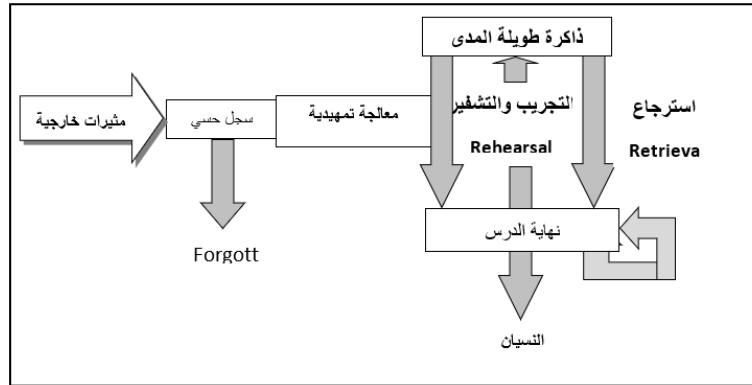 ذاكرة طويلة المدى
مثيرات خارجية
سجل حسي
معالجة تمهيدية
التجريب والتشفير
Rehearsal
استرجاع
Retrieva
نهاية الدرس
Forgott
النسيان